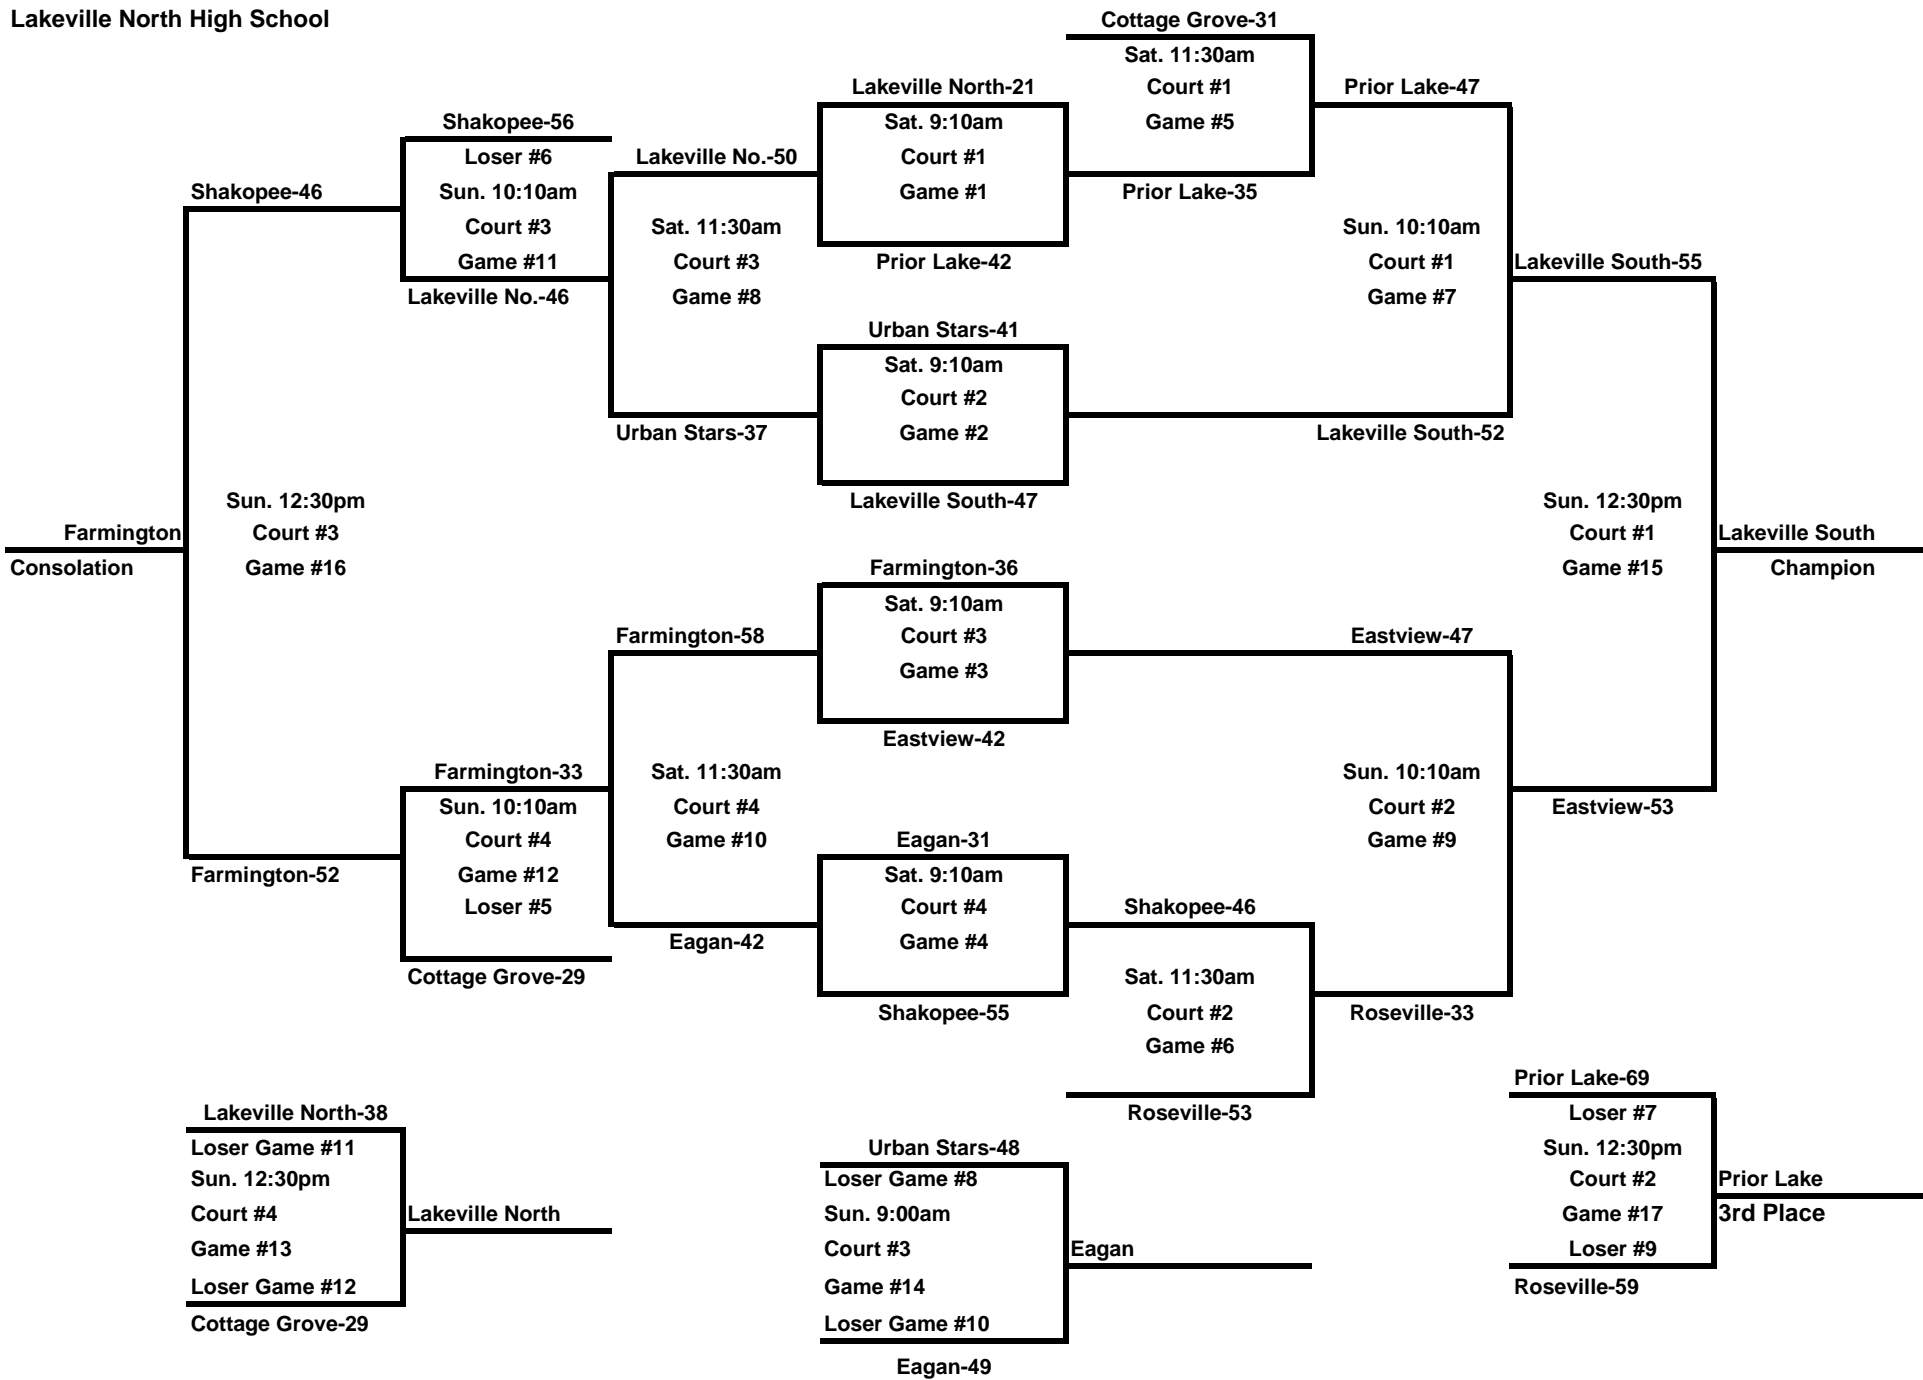 Lakeville North High School
Cottage Grove-31
Sat. 11:30am
Court #1
Game #5
Prior Lake-35
Lakeville North-21
Sat. 9:10am
Court #1
Game #1
Prior Lake-42
Prior Lake-47
Sun. 10:10am
Court #1
Game #7
Lakeville South-52
Shakopee-56
Loser #6
Sun. 10:10am
Court #3
Game #11
Lakeville No.-46
Lakeville No.-50
Sat. 11:30am
Court #3
Game #8
Urban Stars-37
Shakopee-46
Urban Stars-41
Sat. 9:10am
Court #2
Game #2
Lakeville South-47
Lakeville South-55
Sun. 12:30pm
Court #1
Game #15
Eastview-53
Lakeville South
Champion
Sun. 12:30pm
Court #3
Game #16
Farmington
Consolation
Farmington-36
Sat. 9:10am
Court #3
Game #3
Eastview-42
Farmington-58
Sat. 11:30am
Court #4
Game #10
Eagan-42
Eastview-47
Sun. 10:10am
Court #2
Game #9
Roseville-33
Farmington-33
Sun. 10:10am
Court #4
Game #12
Loser #5
Cottage Grove-29
Farmington-52
Eagan-31
Sat. 9:10am
Court #4
Game #4
Shakopee-55
Shakopee-46
Sat. 11:30am
Court #2
Game #6
Roseville-53
Lakeville North-38
Loser Game #11
Sun. 12:30pm
Court #4
Game #13
Loser Game #12
Cottage Grove-29
Lakeville North
Urban Stars-48
Loser Game #8
Sun. 9:00am
Court #3
Game #14
Loser Game #10
Eagan-49
Eagan
Prior Lake-69
Loser #7
Sun. 12:30pm
Court #2
Game #17
Loser #9
Roseville-59
Prior Lake
3rd Place